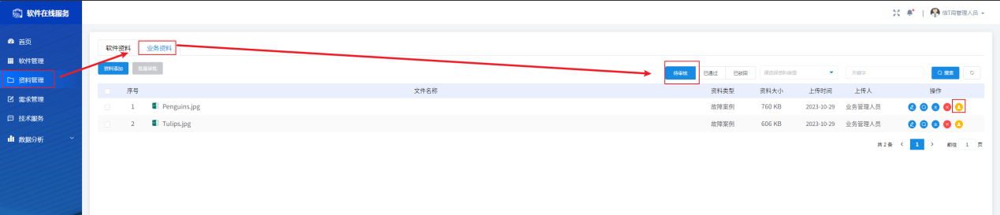 软件在线服务
信IT局管理人员
首页
软件管理
资料管理
需求管理
技术服务
数据分析
软件资料 业务资料
资料添加 批量审批
待审核 已通过 已驳回 请选择资料类型 关键字 搜索
序号 文件名称 资料类型 资料大小 上传时间 上传人 操作
1 Penguins.jpg 故障案例 760 KB 2023-10-29 业务管理人员
2 Tulips.jpg 故障案例 606 KB 2023-10-29 业务管理人员
共 2 条 1 前往 1 页